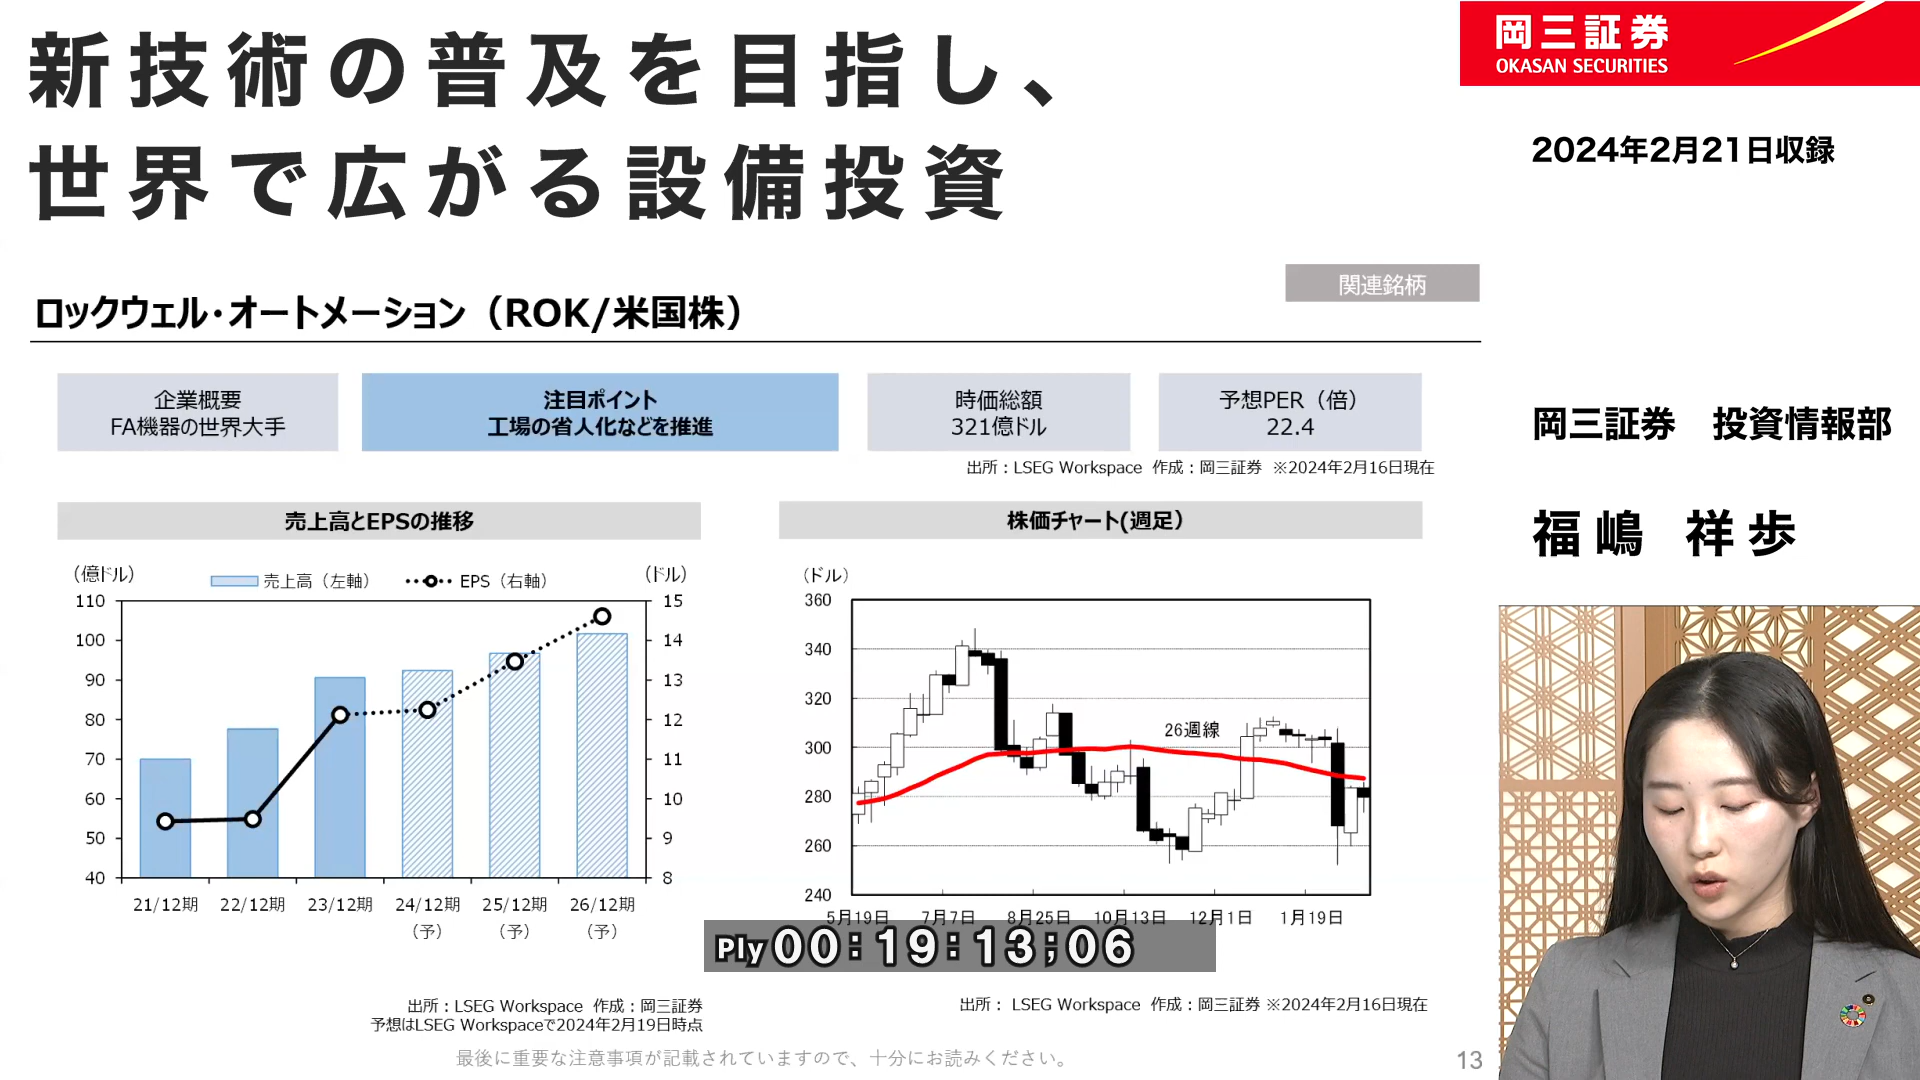 新技術の普及を目指し、
世界で広がる設備投資
岡三証券
OKASAN SECURITIES
2024年2月21日収録
関連銘柄
ロックウェル・オートメーション（ROK/米国株）
企業概要
FA機器の世界大手
注目ポイント
工場の省人化などを推進
時価総額
321億ドル
予想PER（倍）
22.4
出所：LSEG Workspace 作成：岡三証券 ※2024年2月16日現在
岡三証券 投資情報部
福嶋 祥歩
売上高とEPSの推移
（億ドル）
売上高（左軸）
EPS（右軸）
（ドル）
110
100
90
80
70
60
50
40
15
14
13
12
11
10
9
8
21/12期 22/12期 23/12期 24/12期 25/12期 26/12期
（予） （予） （予）
出所：LSEG Workspace 作成：岡三証券
予想はLSEG Workspaceで2024年2月19日時点
株価チャート(週足)
（ドル）
360
340
320
300
280
260
240
26週線
5月19日 7月7日 8月25日 10月13日 12月1日 1月19日
Ply 00:19:13;06
出所： LSEG Workspace 作成：岡三証券 ※2024年2月16日現在
最後に重要な注意事項が記載されていますので、十分にお読みください。
13